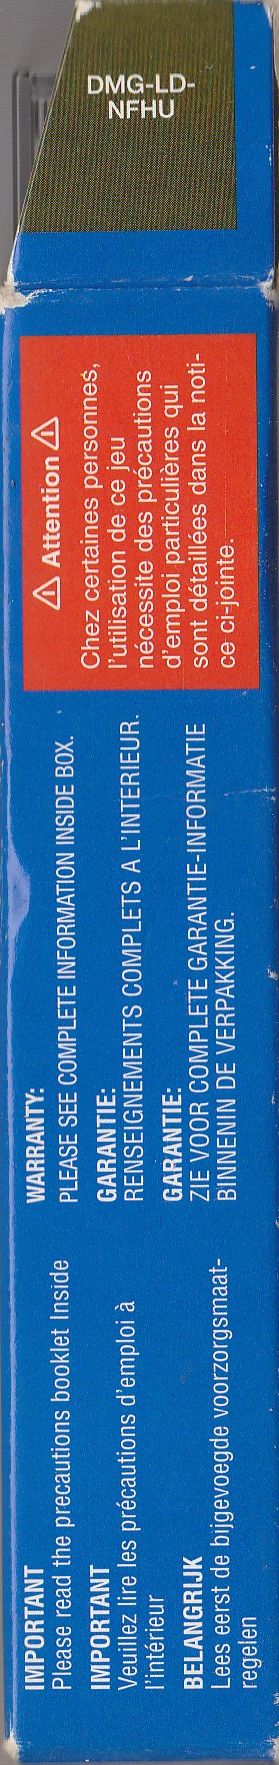 DMG-LD-
NFHU
⚠ Attention ⚠
Chez certaines personnes,
l'utilisation de ce jeu
nécessite des précautions
d'emploi particulières qui
sont détaillées dans la noti-
ce ci-jointe.
WARRANTY:
PLEASE SEE COMPLETE INFORMATION INSIDE BOX.
GARANTIE:
RENSEIGNEMENTS COMPLETS A L'INTERIEUR.
GARANTIE:
ZIE VOOR COMPLETE GARANTIE-INFORMATIE
BINNENIN DE VERPAKKING.
IMPORTANT
Please read the precautions booklet Inside
IMPORTANT
Veuillez lire les précautions d'emploi à
l'intérieur
BELANGRIJK
Lees eerst de bijgevoegde voorzorgsmaat-
regelen